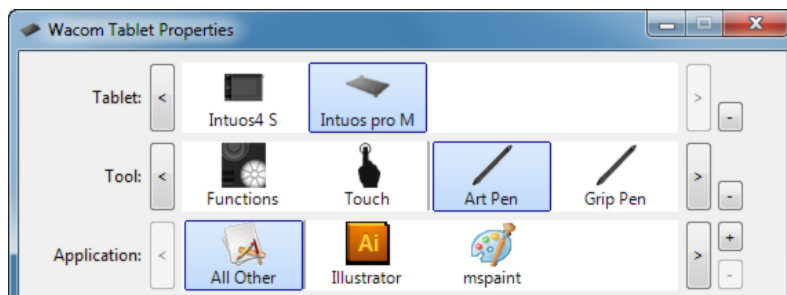 Wacom Tablet Properties
Tablet: < Intuos4 S Intuos pro M > -
Tool: < Functions Touch Art Pen Grip Pen > -
Application: < All Other Ai Illustrator mspaint > + -